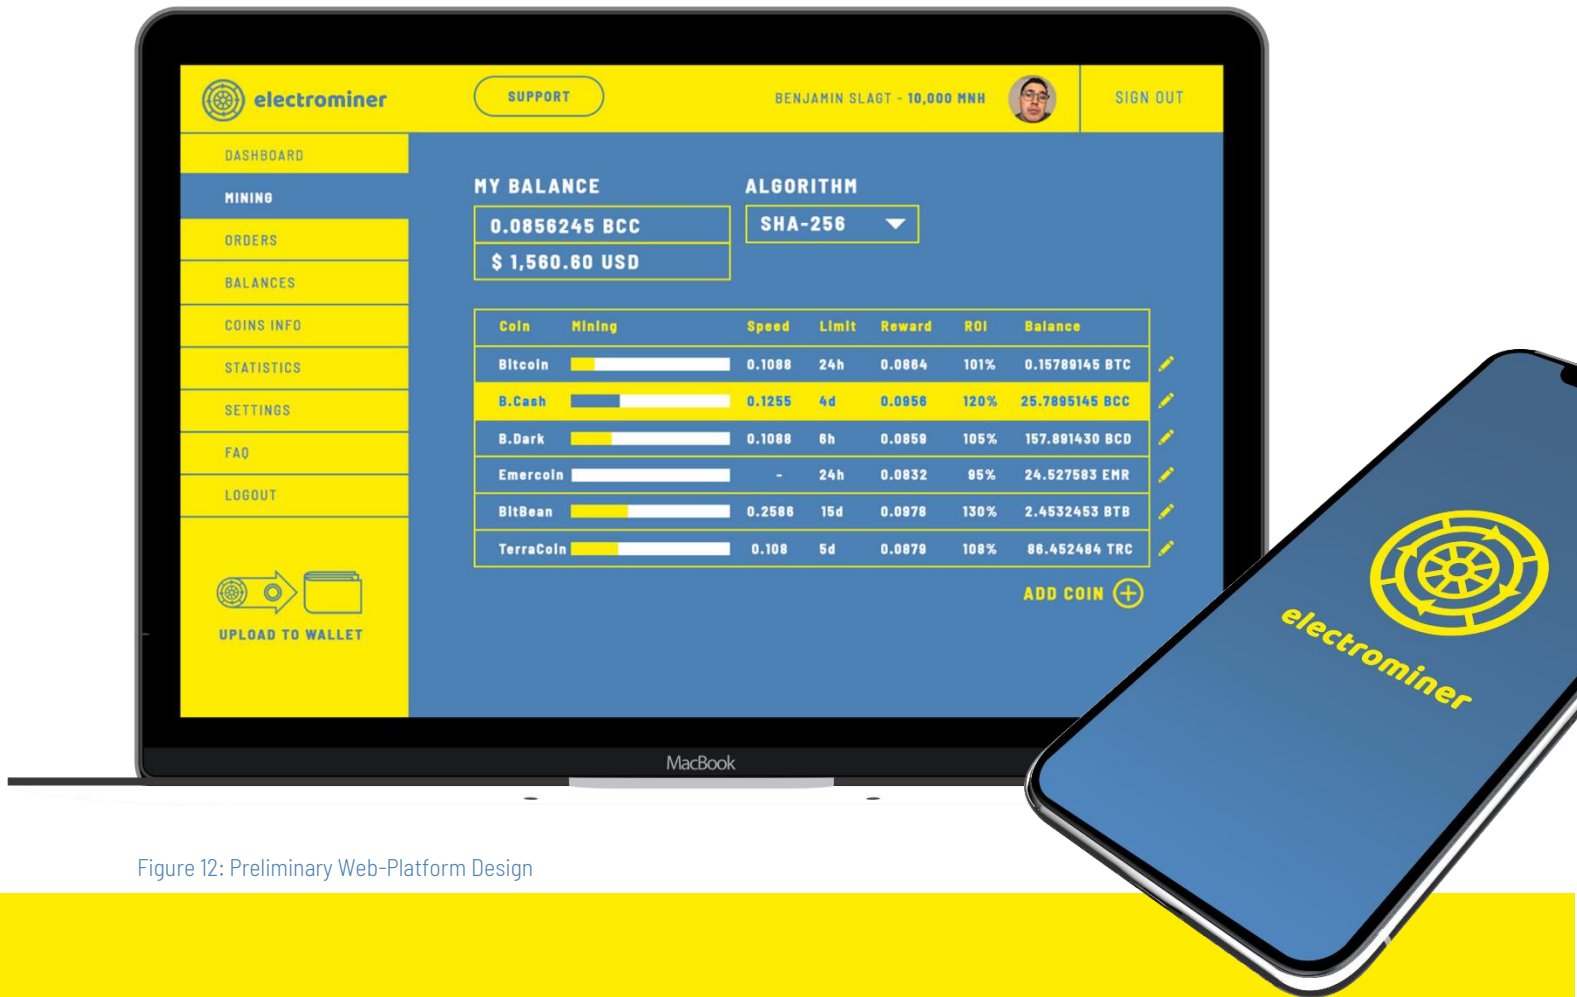 electrominer
SUPPORT
BENJAMIN SLAGT - 10,000 MNH
SIGN OUT
DASHBOARD
MINING
ORDERS
BALANCES
COINS INFO
STATISTICS
SETTINGS
FAQ
LOGOUT
UPLOAD TO WALLET
MY BALANCE
0.0856245 BCC
$ 1,560.60 USD
ALGORITHM
SHA-256
Coin Mining Speed Limit Reward ROI Balance
Bitcoin 0.1088 24h 0.0864 101% 0.15789145 BTC
B.Cash 0.1255 4d 0.0956 120% 25.7895145 BCC
B.Dark 0.1088 6h 0.0859 105% 157.891430 BCD
Emercoin - 24h 0.0832 95% 24.527583 EMR
BitBean 0.2586 15d 0.0978 130% 2.4532453 BTB
TerraCoin 0.108 5d 0.0879 108% 86.452484 TRC
ADD COIN
MacBook
electrominer
Figure 12: Preliminary Web-Platform Design